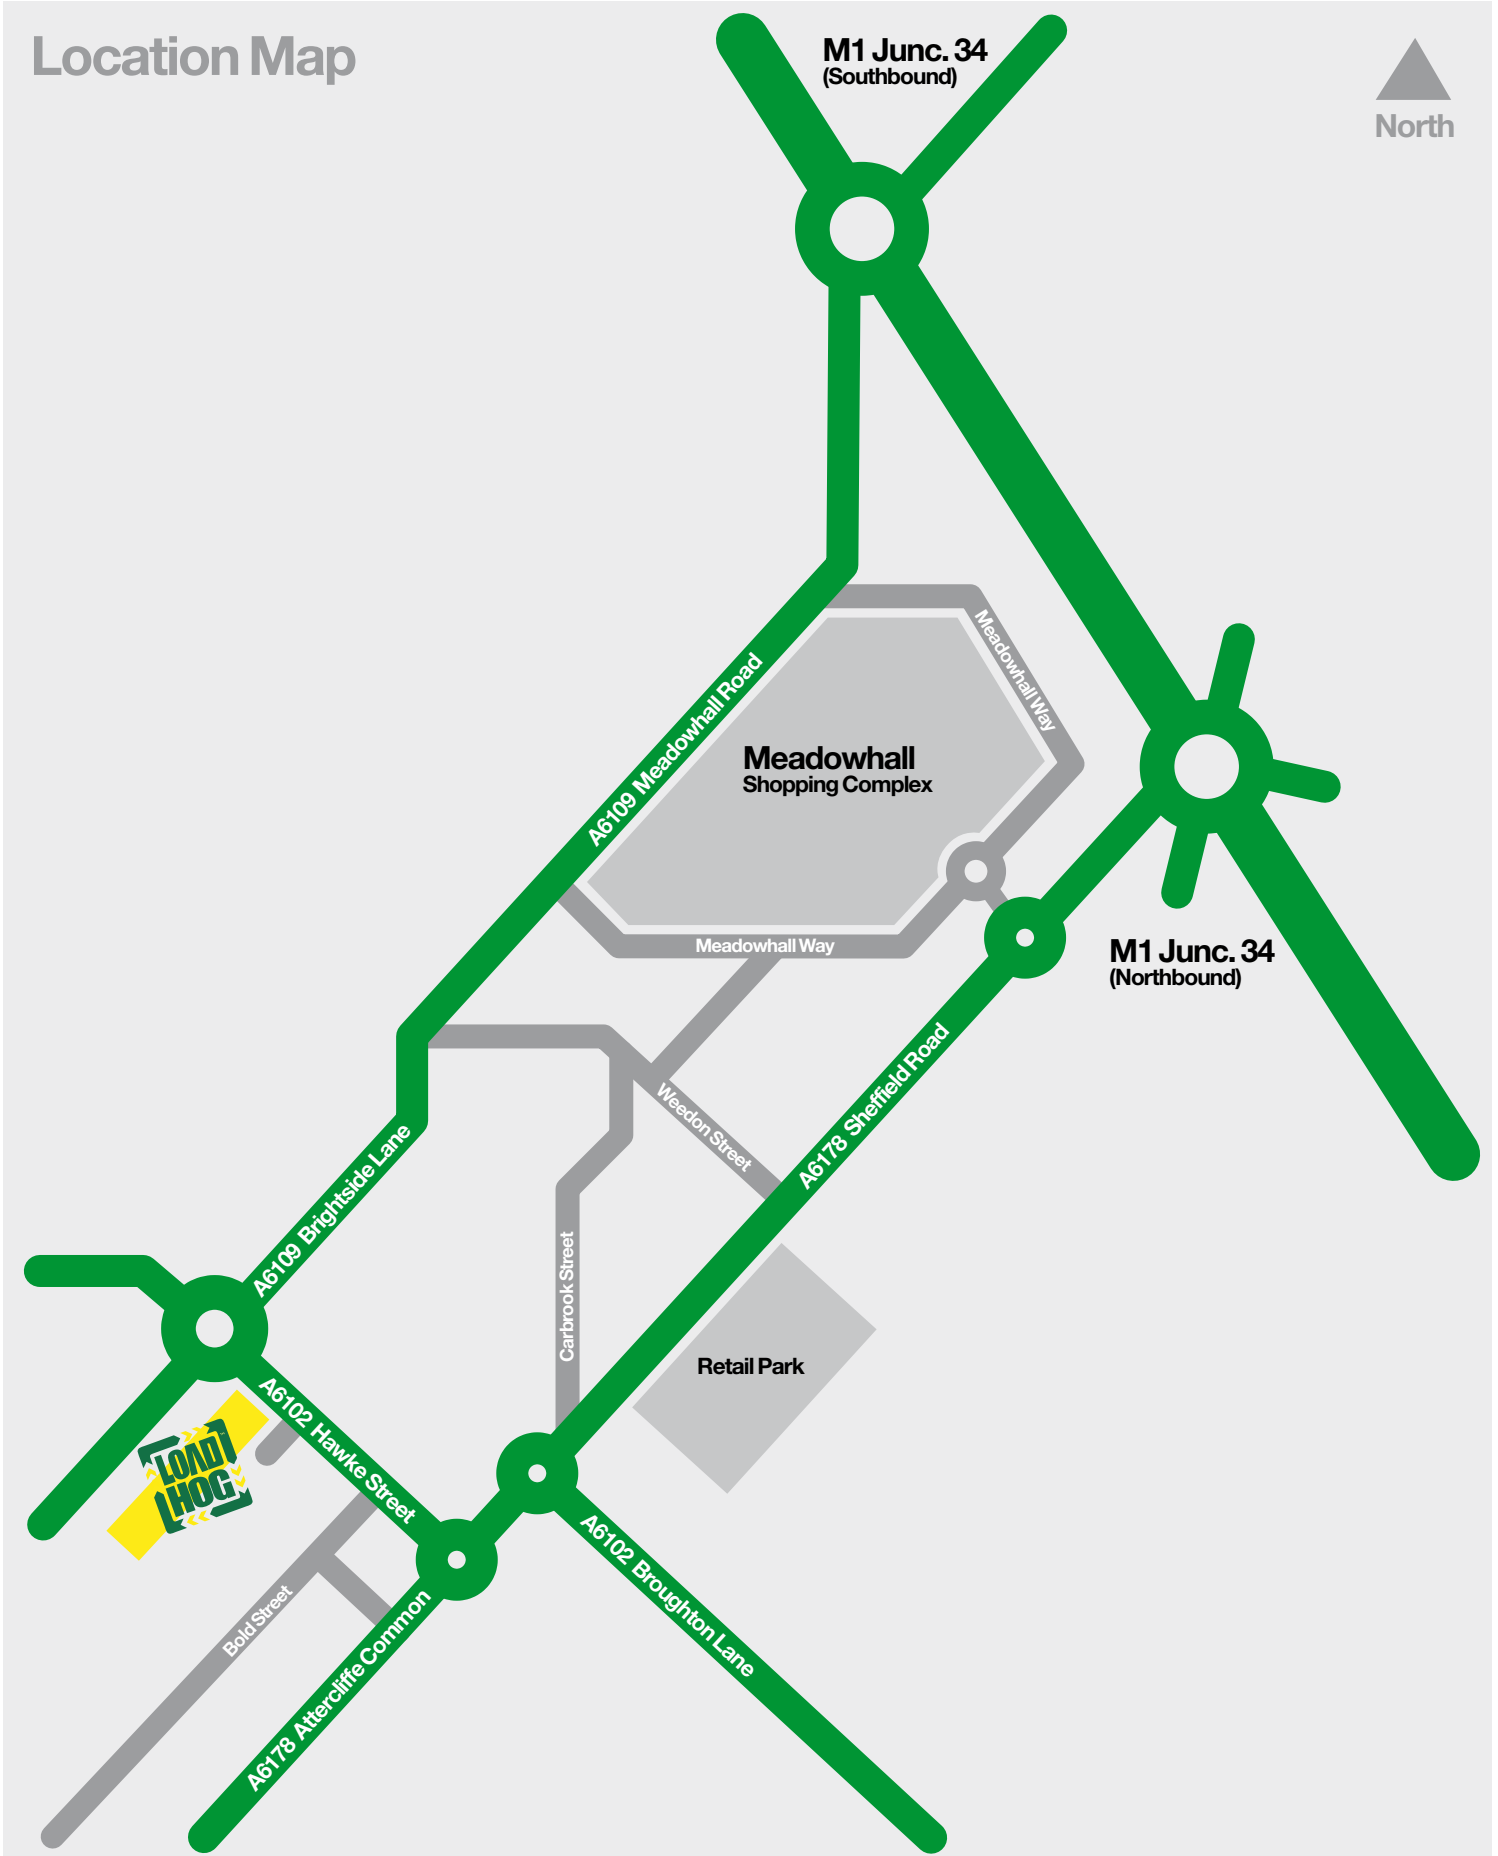 Location Map
M1 Junc. 34
(Southbound)
North
Meadowhall Way
A6109 Meadowhall Road
Meadowhall
Shopping Complex
Meadowhall Way
M1 Junc. 34
(Northbound)
A6178 Sheffield Road
Weedon Street
A6109 Brightside Lane
Carbrook Street
Retail Park
A6102 Hawke Street
LOAD
HOG
A6102 Broughton Lane
Bold Street
A6178 Attercliffe Common